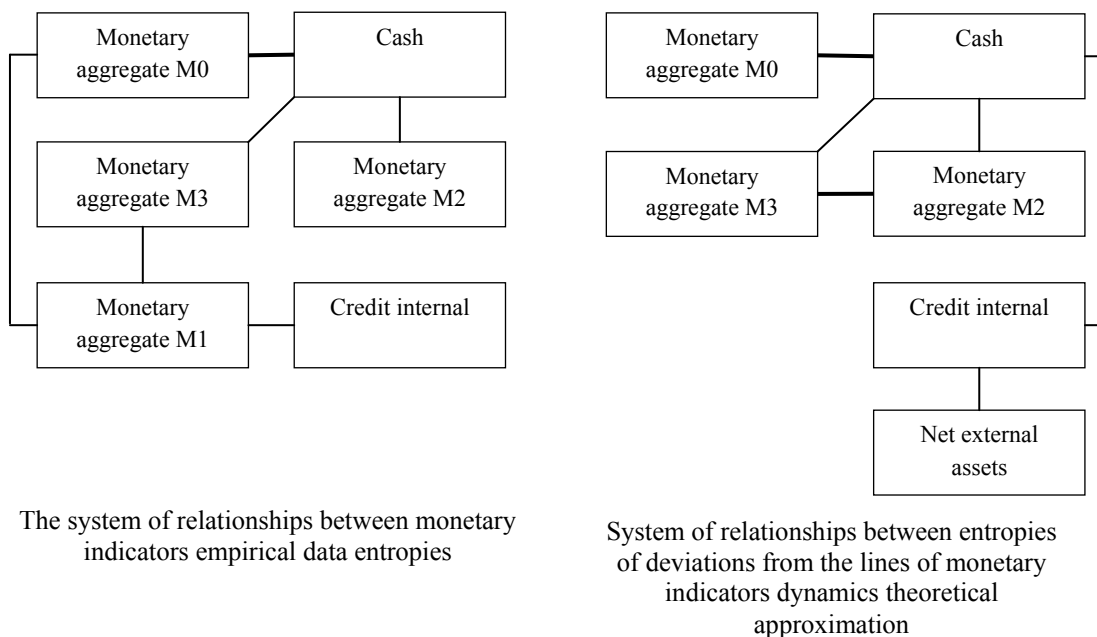 Monetary
aggregate M0
Cash
Monetary
aggregate M3
Monetary
aggregate M2
Monetary
aggregate M1
Credit internal
The system of relationships between monetary
indicators empirical data entropies
Monetary
aggregate M0
Cash
Monetary
aggregate M3
Monetary
aggregate M2
Credit internal
Net external
assets
System of relationships between entropies
of deviations from the lines of monetary
indicators dynamics theoretical
approximation